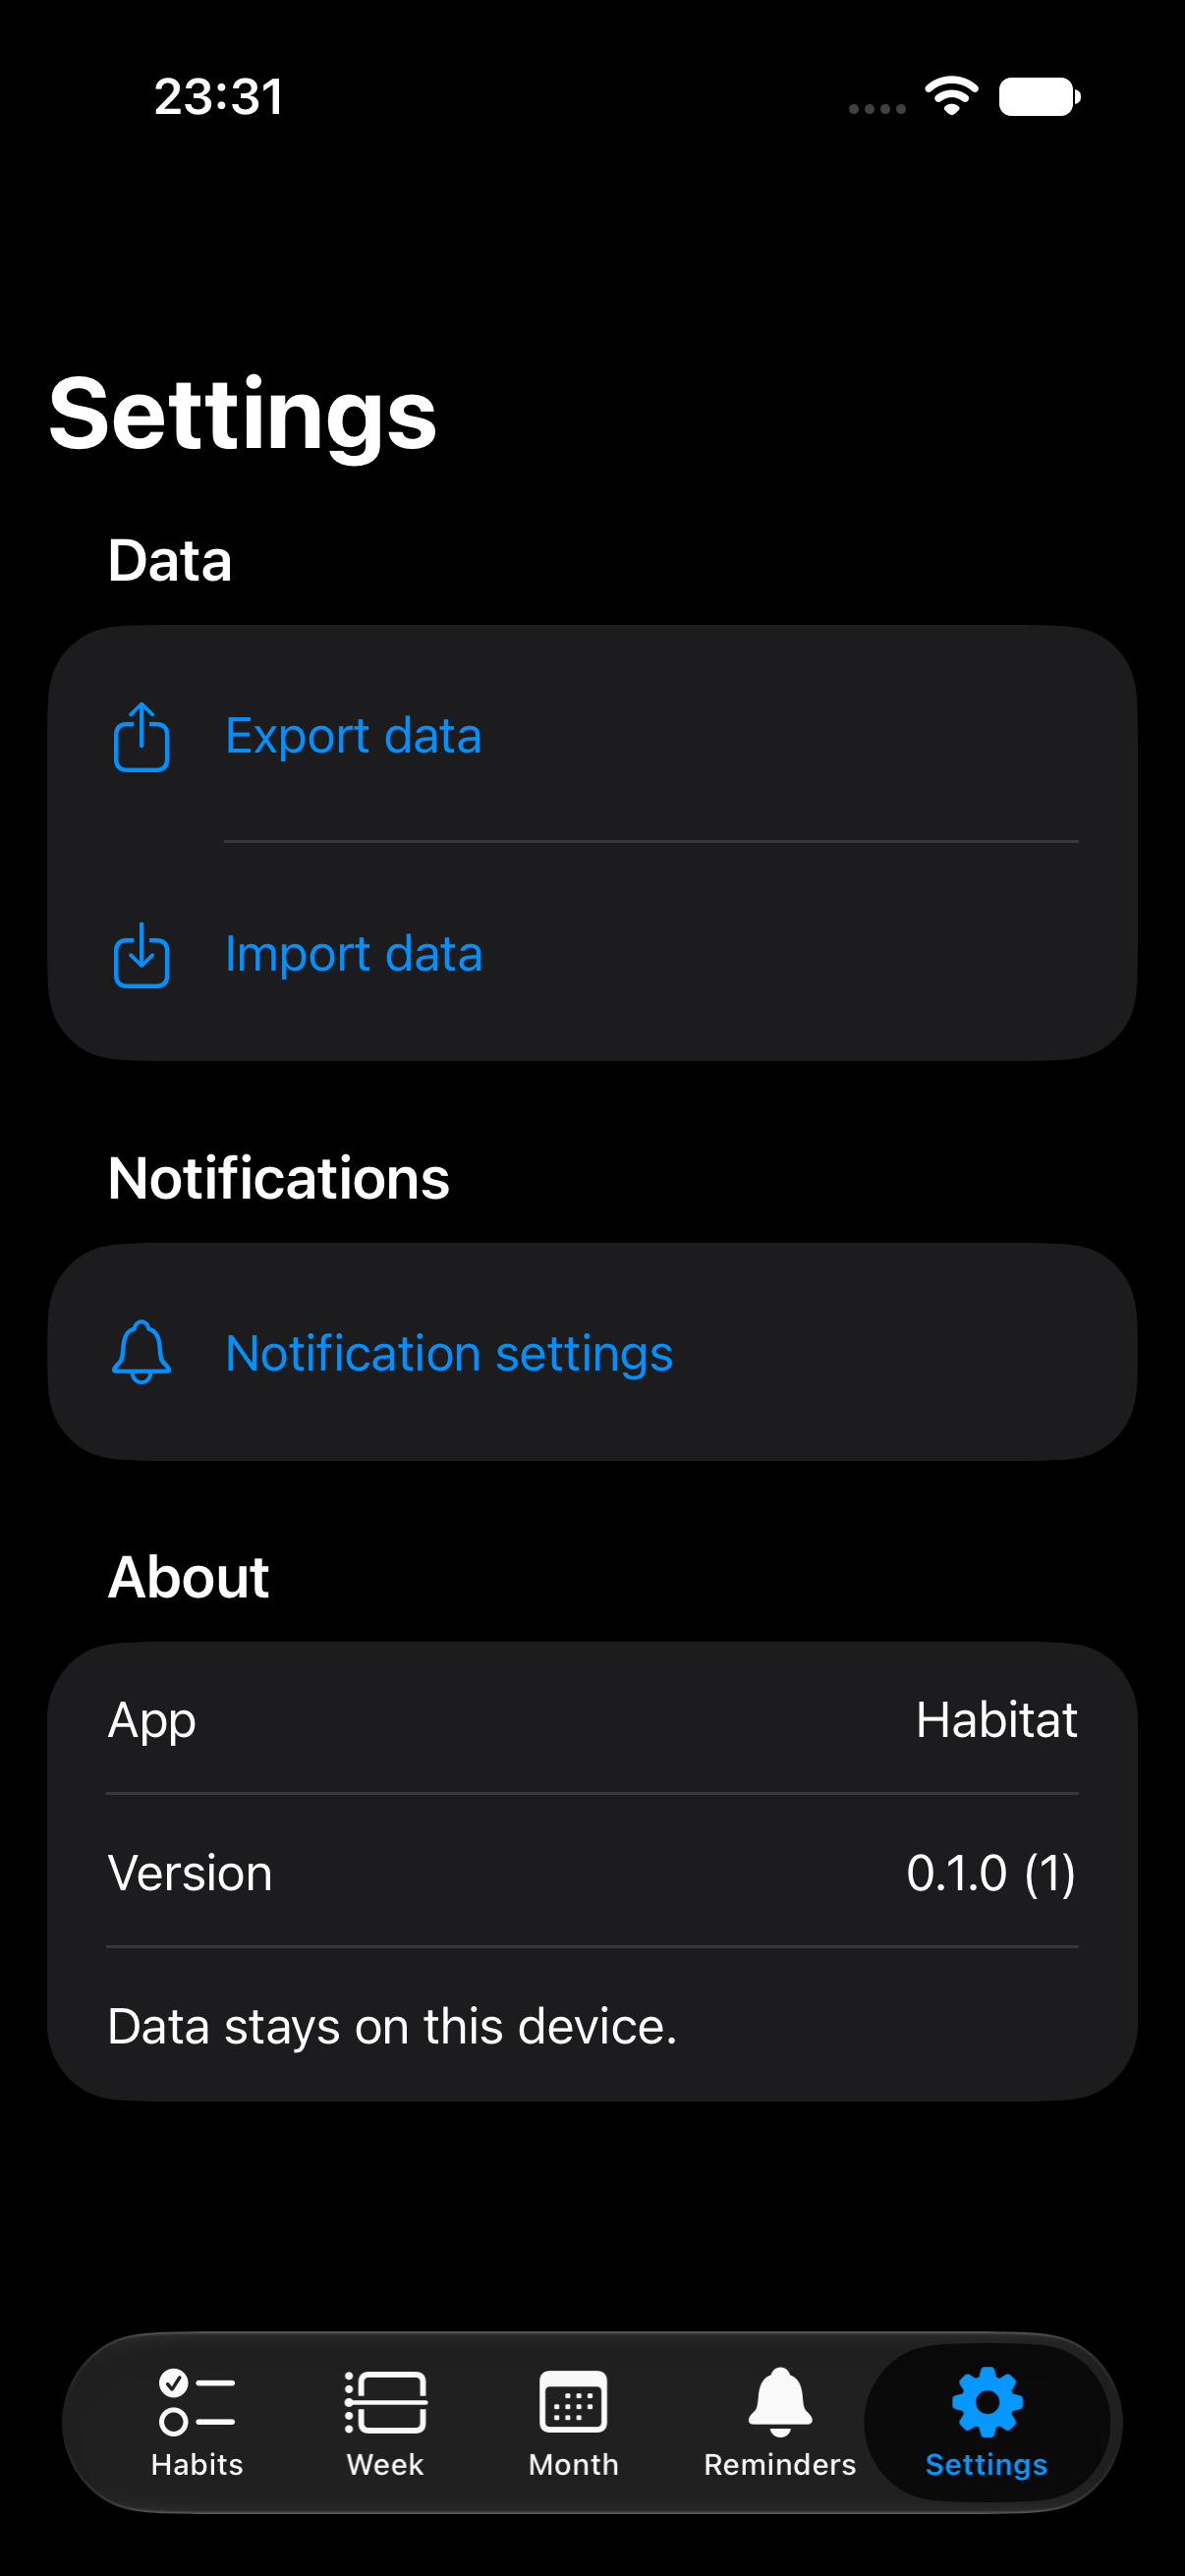 23:31
Settings
Data
Export data
Import data
Notifications
Notification settings
About
App Habitat
Version 0.1.0 (1)
Data stays on this device.
Habits Week Month Reminders Settings